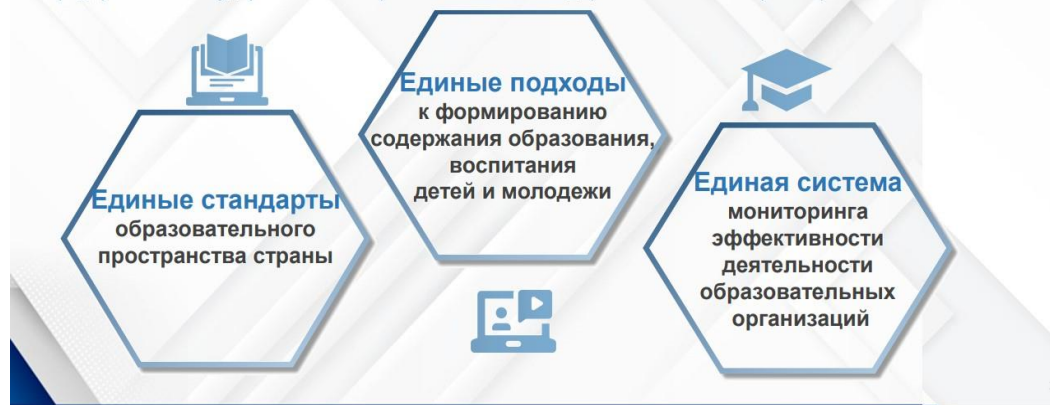 Единые стандарты
образовательного
пространства страны
Единые подходы
к формированию
содержания образования,
воспитания
детей и молодежи
Единая система
мониторинга
эффективности
деятельности
образовательных
организаций